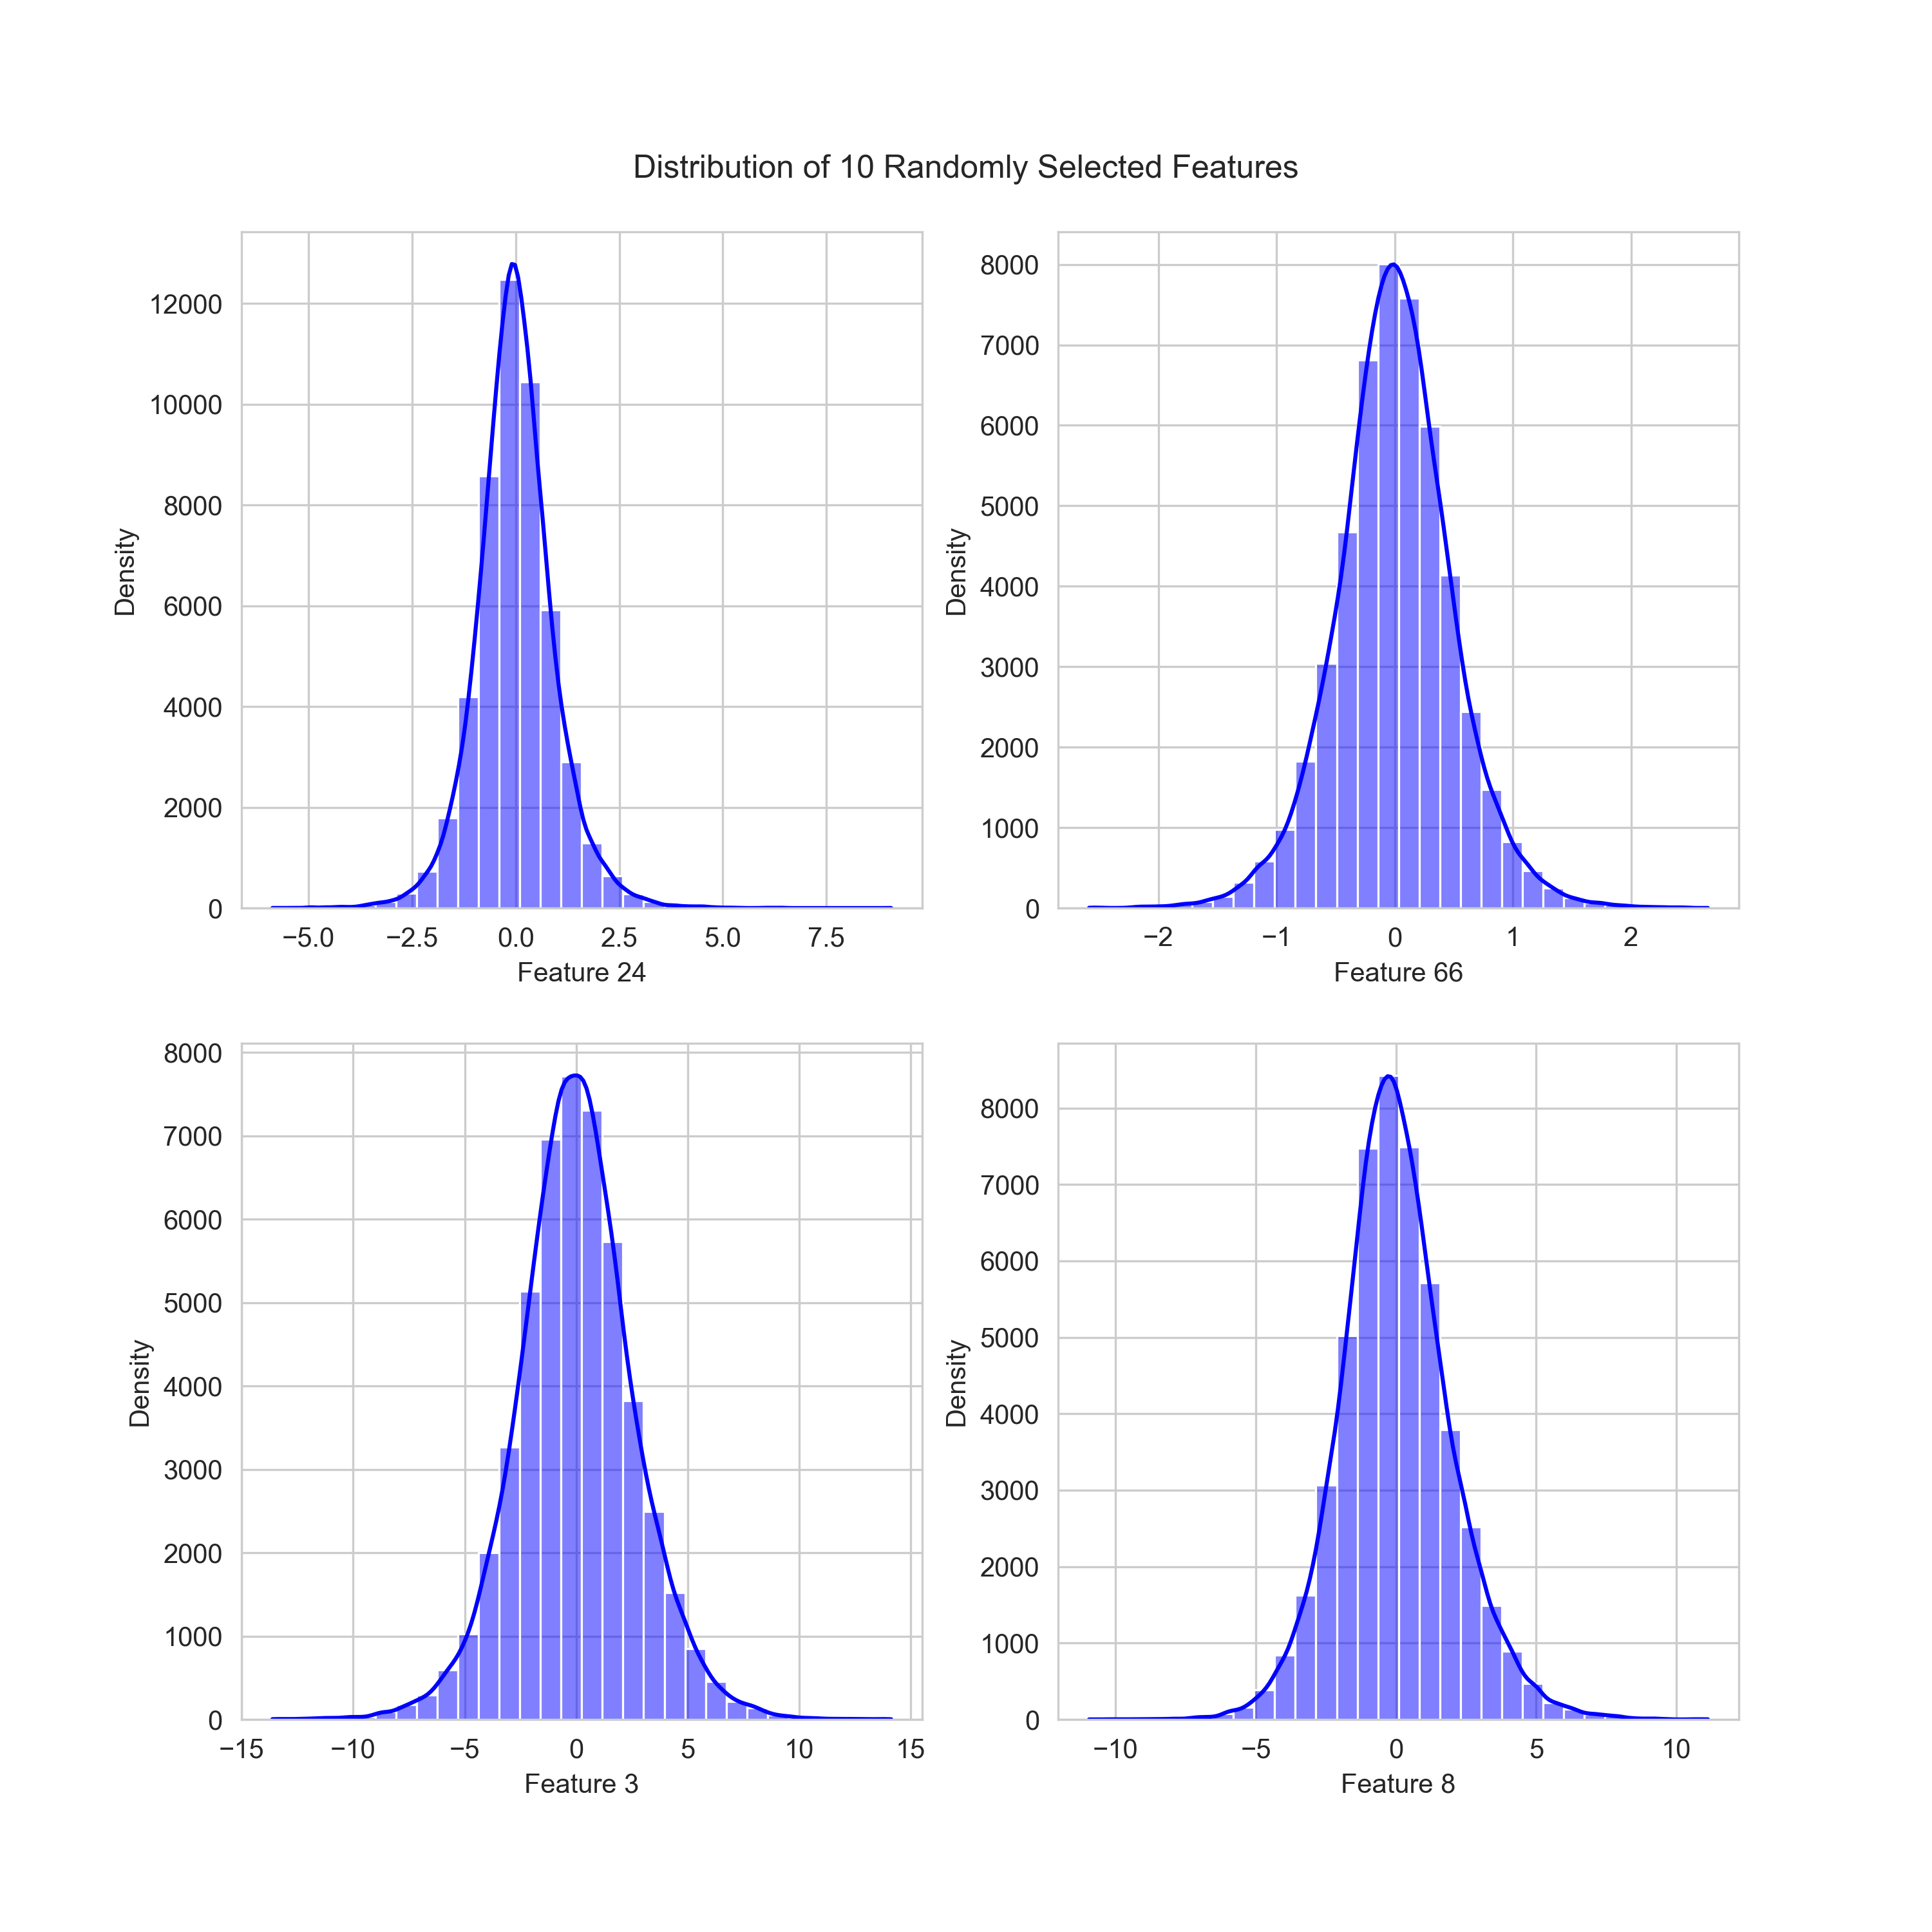 Distribution of 10 Randomly Selected Features
Density
12000
10000
8000
6000
4000
2000
0
−5.0 −2.5 0.0 2.5 5.0 7.5
Feature 24
Density
8000
7000
6000
5000
4000
3000
2000
1000
0
−2 −1 0 1 2
Feature 66
Density
8000
7000
6000
5000
4000
3000
2000
1000
0
−15 −10 −5 0 5 10 15
Feature 3
Density
8000
7000
6000
5000
4000
3000
2000
1000
0
−10 −5 0 5 10
Feature 8